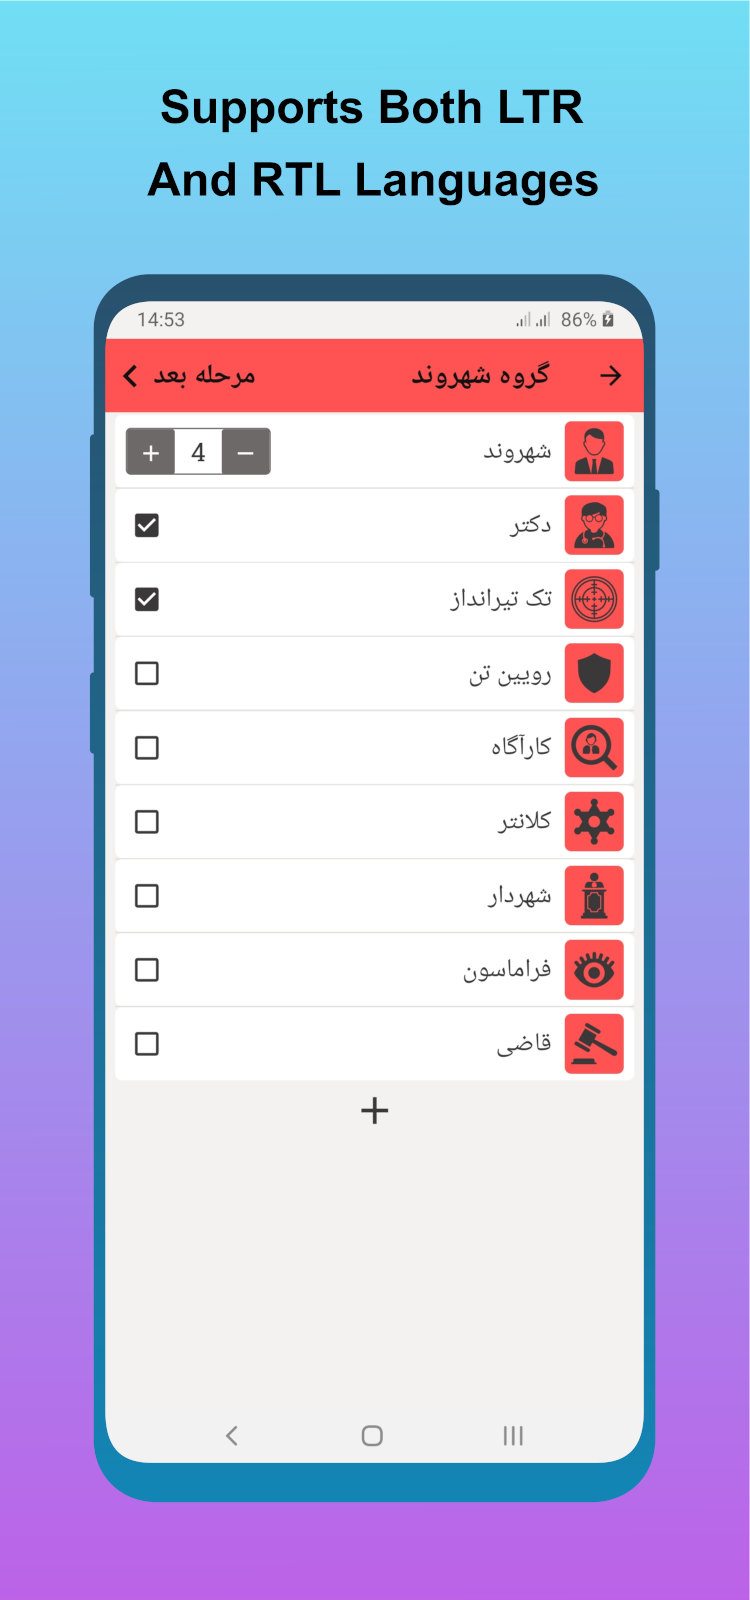 Supports Both LTR
And RTL Languages
14:53 86%
گروه شهروند
مرحله بعد
شهروند
+ 4 −
دکتر
تک تیرانداز
رویین تن
کارآگاه
کلانتر
شهردار
فراماسون
قاضی
+